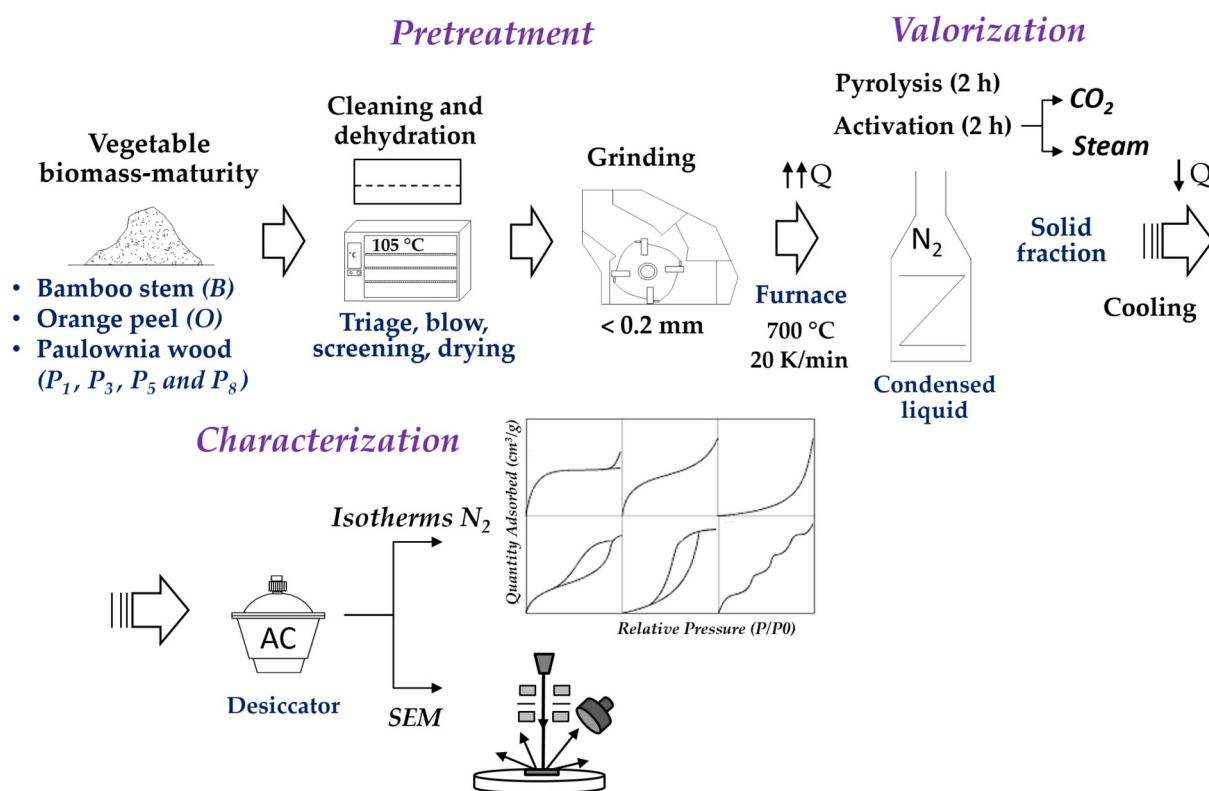 Pretreatment
Valorization
Vegetable
biomass-maturity
• Bamboo stem (B)
• Orange peel (O)
• Paulownia wood
(P₁, P₃, P₅ and P₈)
Cleaning and
dehydration
°C
105 °C
Triage, blow,
screening, drying
Grinding
< 0.2 mm
↑↑Q
Furnace
700 °C
20 K/min
Pyrolysis (2 h)
Activation (2 h)
CO₂
Steam
N₂
Condensed
liquid
Solid
fraction
↓Q
Cooling
Characterization
AC
Desiccator
Isotherms N₂
SEM
Quantity Adsorbed (cm³/g)
Relative Pressure (P/P0)